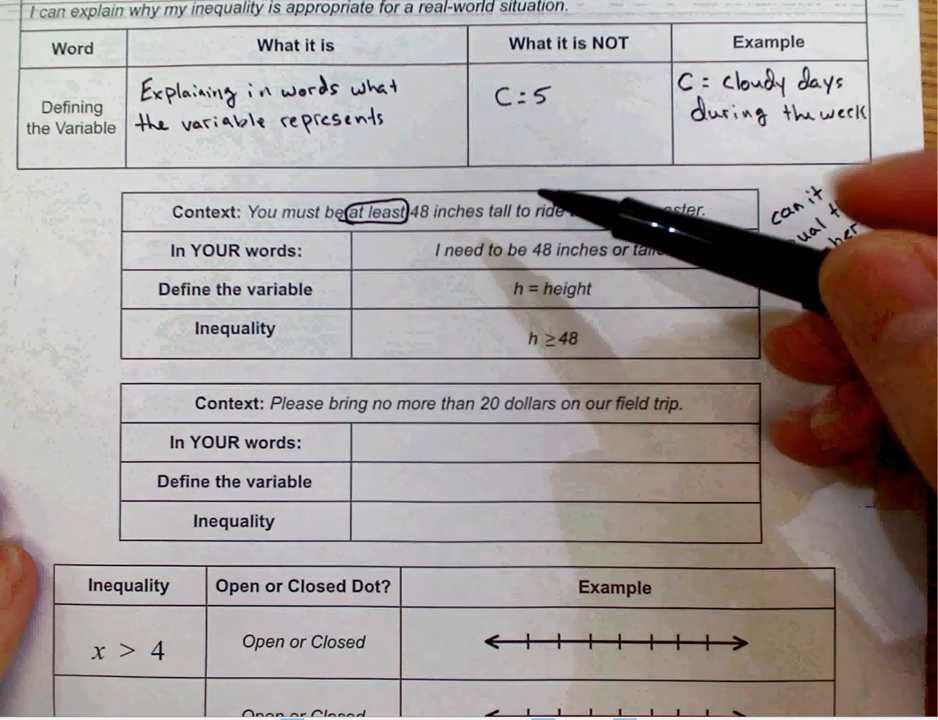 I can explain why my inequality is appropriate for a real-world situation.
Word What it is What it is NOT Example
Defining the Variable
Explaining in words what
the variable represents
C = 5
C = cloudy days
during the week
Context: You must be at least 48 inches tall to ride
can it
In YOUR words: I need to be 48 inches or
Define the variable h = height
Inequality h ≥ 48
Context: Please bring no more than 20 dollars on our field trip.
In YOUR words:
Define the variable
Inequality
Inequality Open or Closed Dot? Example
x > 4 Open or Closed
Open or Closed